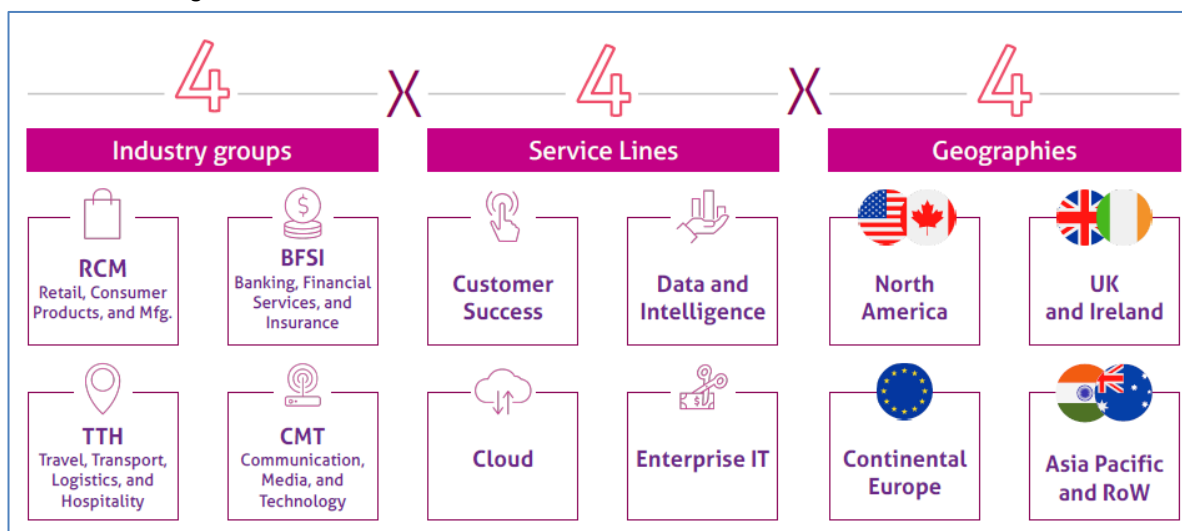 4 X 4 X 4
Industry groups
Service Lines
Geographies
RCM
Retail, Consumer
Products, and Mfg.
BFSI
Banking, Financial
Services, and
Insurance
Customer
Success
Data and
Intelligence
North
America
UK
and Ireland
TTH
Travel, Transport,
Logistics, and
Hospitality
CMT
Communication,
Media, and
Technology
Cloud
Enterprise IT
Continental
Europe
Asia Pacific
and RoW